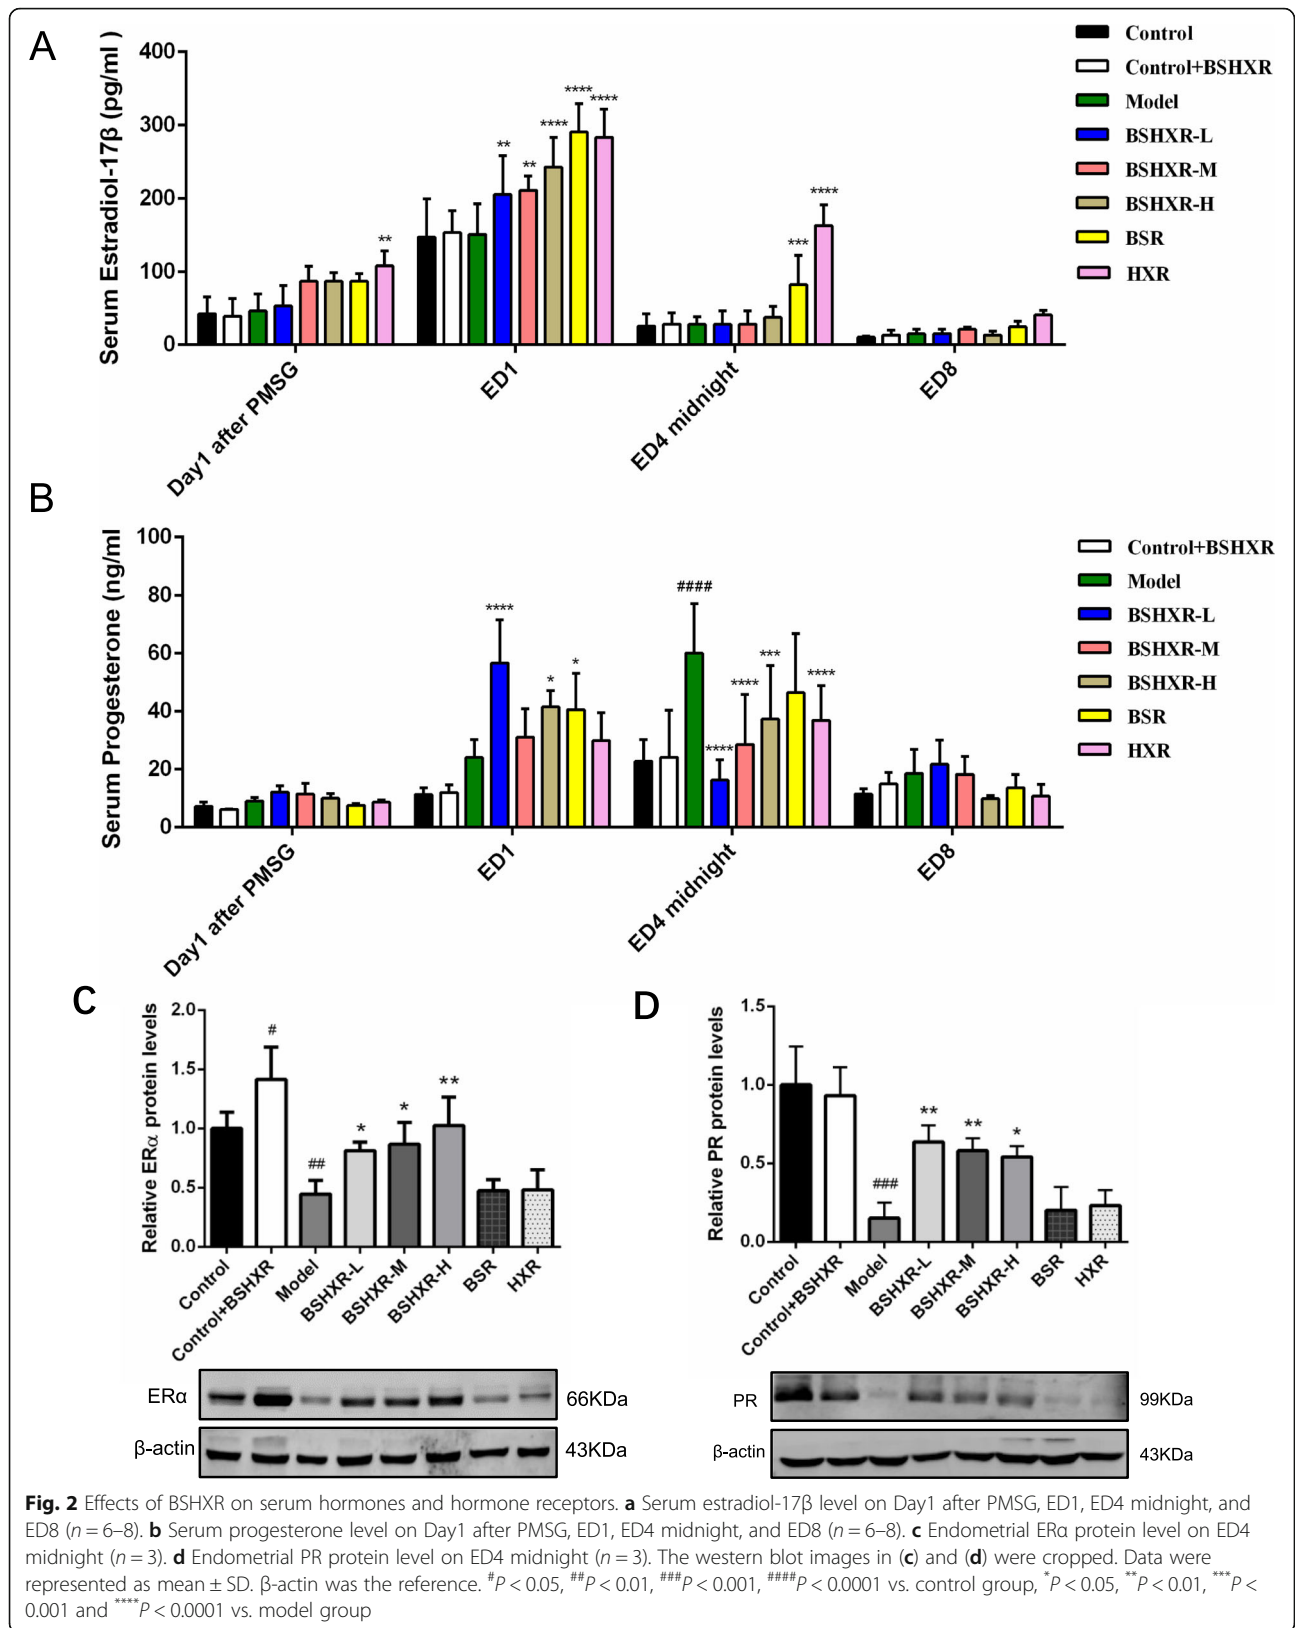 A
Serum Estradiol-17β (pg/ml )
400
300
200
100
0
**
**
**
****
****
****
***
****
Day1 after PMSG
ED1
ED4 midnight
ED8
Control
Control+BSHXR
Model
BSHXR-L
BSHXR-M
BSHXR-H
BSR
HXR
B
Serum Progesterone (ng/ml
100
80
60
40
20
0
****
*
*
####
****
****
***
****
Day1 after PMSG
ED1
ED4 midnight
ED8
Control+BSHXR
Model
BSHXR-L
BSHXR-M
BSHXR-H
BSR
HXR
C
Relative ERα protein levels
2.0
1.5
1.0
0.5
0.0
#
##
*
*
**
Control
Control+BSHXR
Model
BSHXR-L
BSHXR-M
BSHXR-H
BSR
HXR
ERα
66KDa
β-actin
43KDa
D
Relative PR protein levels
1.5
1.0
0.5
0.0
###
**
**
*
Control
Control+BSHXR
Model
BSHXR-L
BSHXR-M
BSHXR-H
BSR
HXR
PR
99KDa
β-actin
43KDa
Fig. 2 Effects of BSHXR on serum hormones and hormone receptors. a Serum estradiol-17β level on Day1 after PMSG, ED1, ED4 midnight, and
ED8 (n = 6–8). b Serum progesterone level on Day1 after PMSG, ED1, ED4 midnight, and ED8 (n = 6–8). c Endometrial ERα protein level on ED4
midnight (n = 3). d Endometrial PR protein level on ED4 midnight (n = 3). The western blot images in (c) and (d) were cropped. Data were
represented as mean ± SD. β-actin was the reference. #P < 0.05, ##P < 0.01, ###P < 0.001, ####P < 0.0001 vs. control group, *P < 0.05, **P < 0.01, ***P <
0.001 and ****P < 0.0001 vs. model group